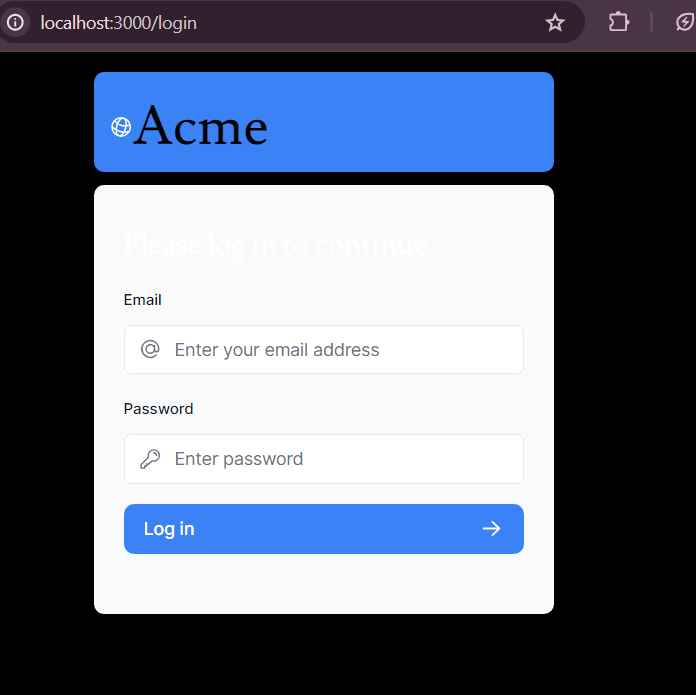 localhost:3000/login
Acme
Please log in to continue.
Email
Enter your email address
Password
Enter password
Log in